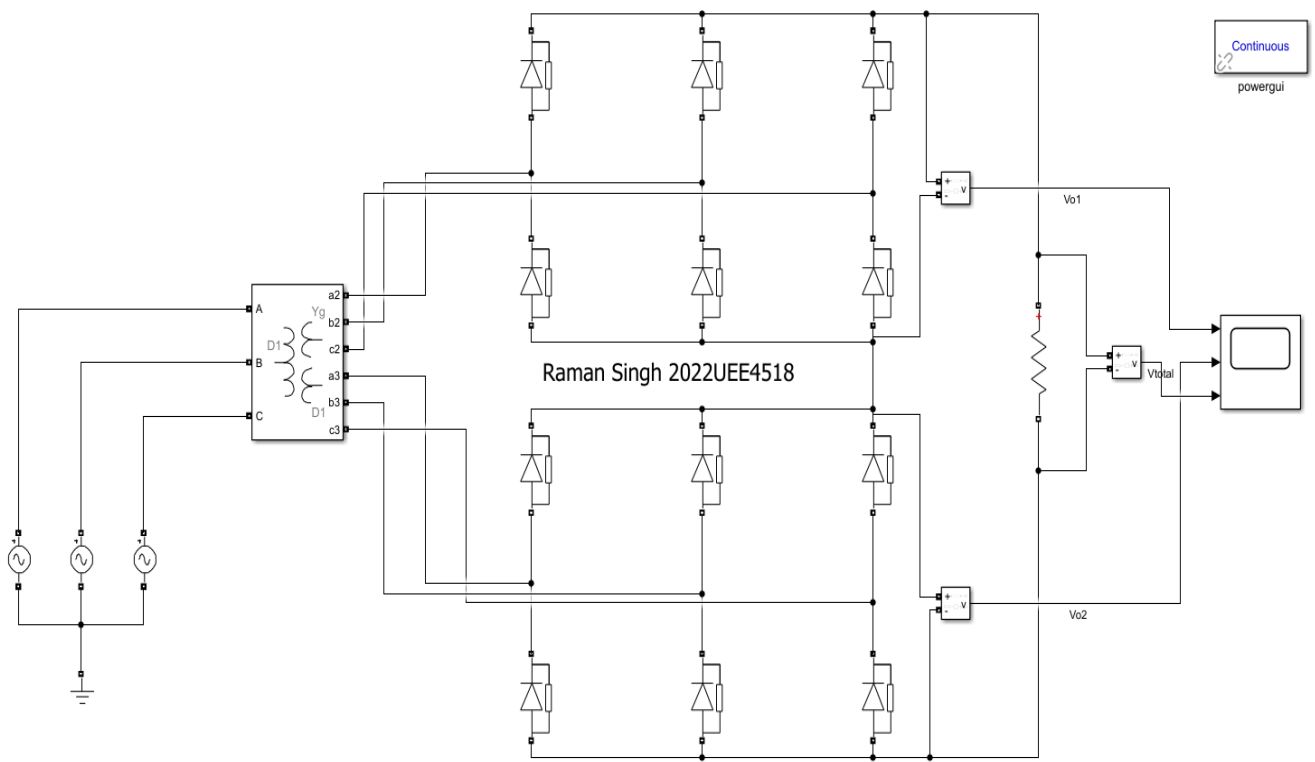 Continuous
powergui
Vo1
A
B
C
D1
Yg
D1
a2
b2
c2
a3
b3
c3
+
-
v
Raman Singh 2022UEE4518
+
-
v
Vtotal
+
-
v
Vo2